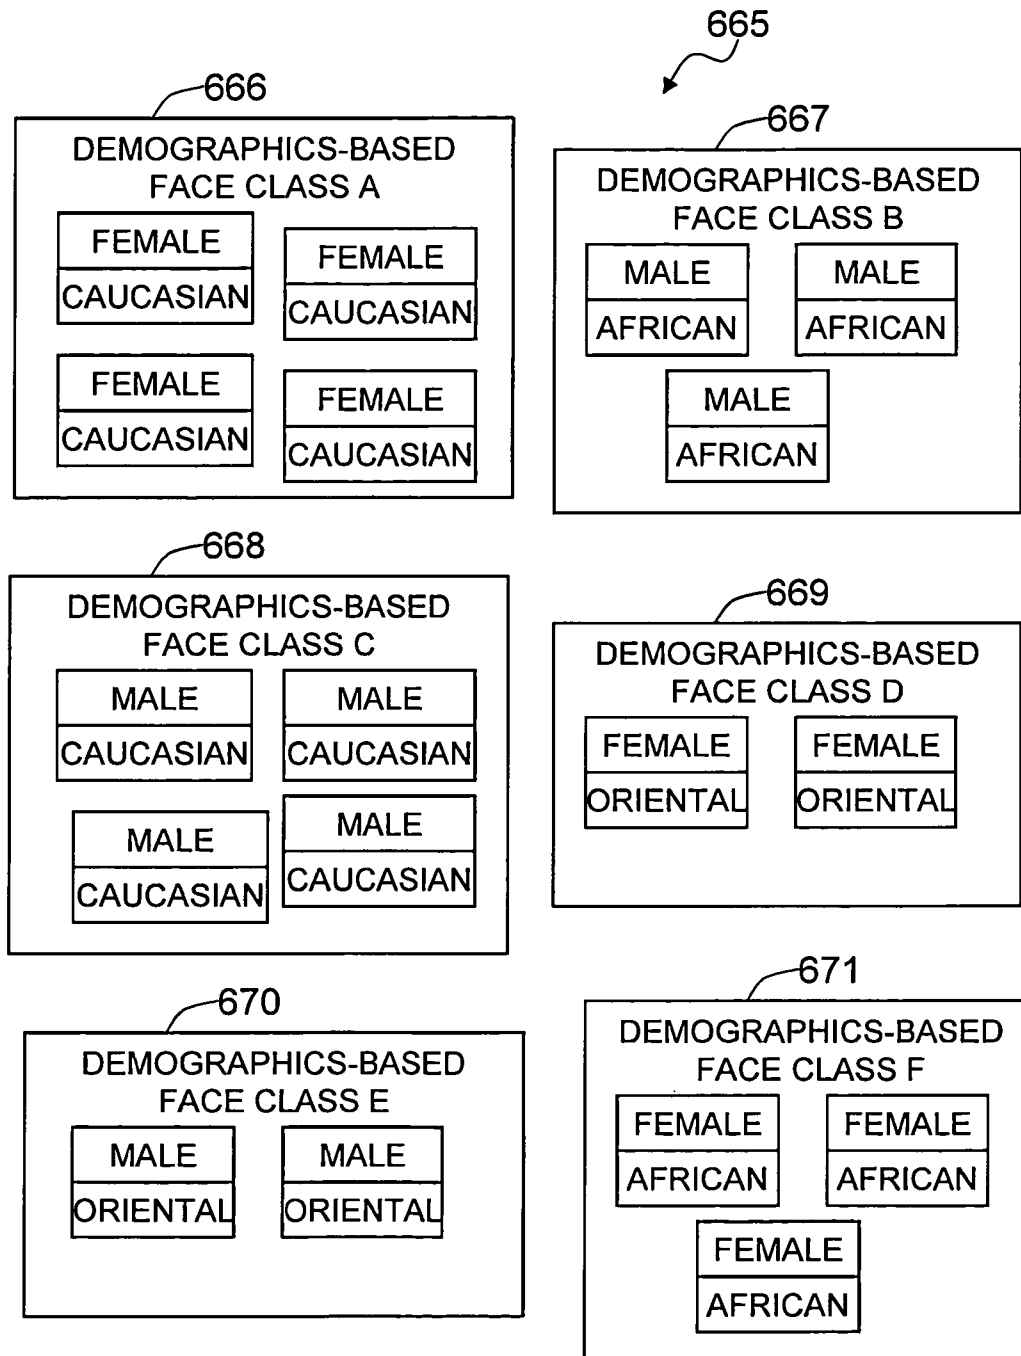 665
666
DEMOGRAPHICS-BASED
FACE CLASS A
FEMALE
CAUCASIAN
FEMALE
CAUCASIAN
FEMALE
CAUCASIAN
FEMALE
CAUCASIAN
667
DEMOGRAPHICS-BASED
FACE CLASS B
MALE
AFRICAN
MALE
AFRICAN
MALE
AFRICAN
668
DEMOGRAPHICS-BASED
FACE CLASS C
MALE
CAUCASIAN
MALE
CAUCASIAN
MALE
CAUCASIAN
MALE
CAUCASIAN
669
DEMOGRAPHICS-BASED
FACE CLASS D
FEMALE
ORIENTAL
FEMALE
ORIENTAL
670
DEMOGRAPHICS-BASED
FACE CLASS E
MALE
ORIENTAL
MALE
ORIENTAL
671
DEMOGRAPHICS-BASED
FACE CLASS F
FEMALE
AFRICAN
FEMALE
AFRICAN
FEMALE
AFRICAN